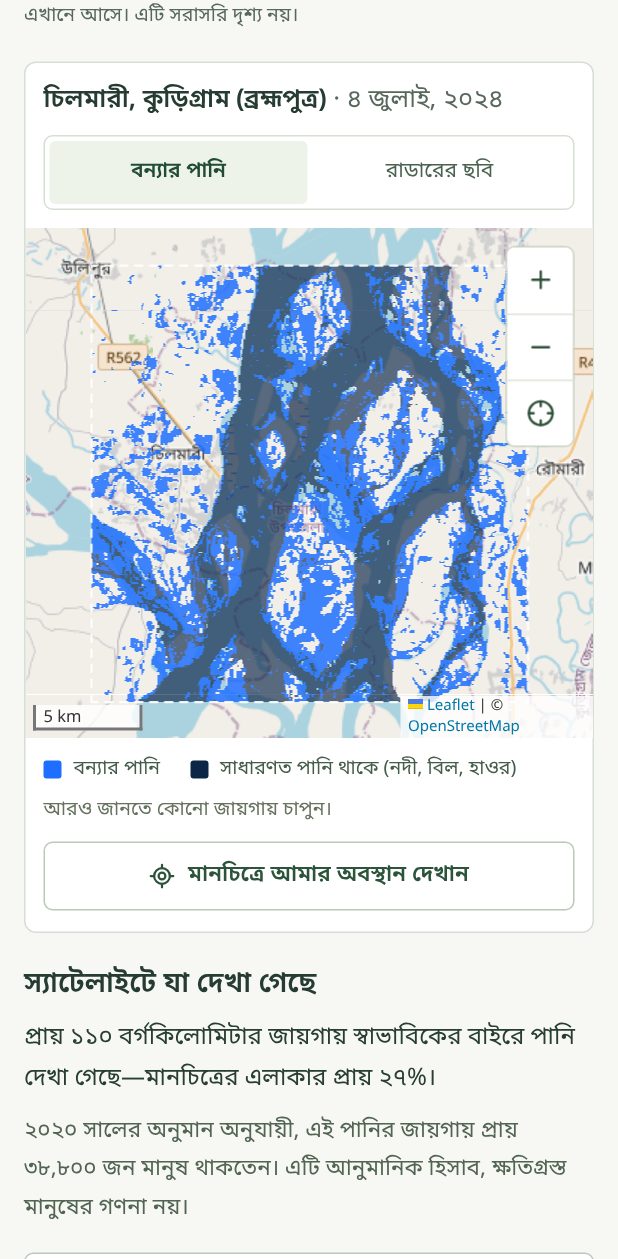 এখানে আসে। এটি সরাসরি দৃশ্য নয়।
চিলমারী, কুড়িগ্রাম (ব্রহ্মপুত্র) · ৪ জুলাই, ২০২৪
বন্যার পানি
রাডারের ছবি
উলিপুর
+
R562
−
চিলমারী
রৌমারী
চিলমারী
উপজেলা
5 km
Leaflet | ©
OpenStreetMap
বন্যার পানি
সাধারণত পানি থাকে (নদী, বিল, হাওর)
আরও জানতে কোনো জায়গায় চাপুন।
মানচিত্রে আমার অবস্থান দেখান
স্যাটেলাইটে যা দেখা গেছে
প্রায় ১১০ বর্গকিলোমিটার জায়গায় স্বাভাবিকের বাইরে পানি
দেখা গেছে—মানচিত্রের এলাকার প্রায় ২৭%।
২০২০ সালের অনুমান অনুযায়ী, এই পানির জায়গায় প্রায়
৩৮,৮০০ জন মানুষ থাকতেন। এটি আনুমানিক হিসাব, ক্ষতিগ্রস্ত
মানুষের গণনা নয়।